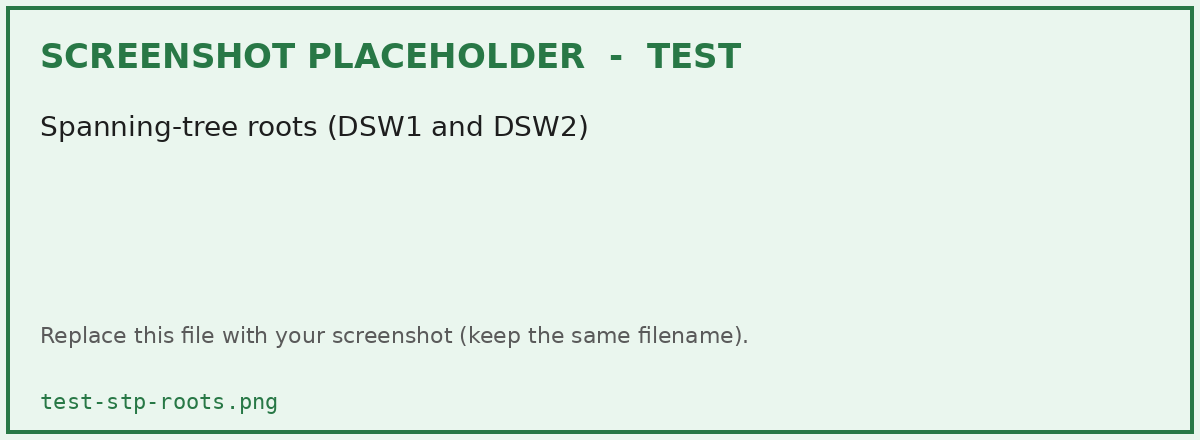 SCREENSHOT PLACEHOLDER - TEST
Spanning-tree roots (DSW1 and DSW2)
Replace this file with your screenshot (keep the same filename).
test-stp-roots.png